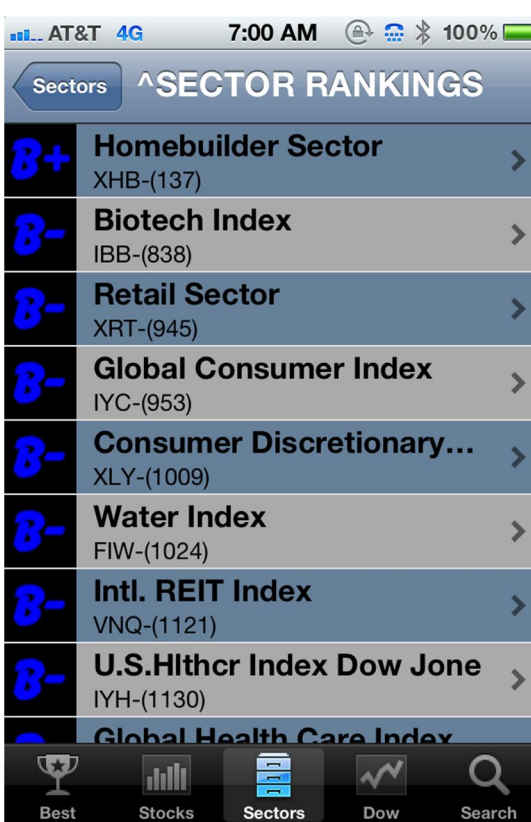 AT&T 4G 7:00 AM 100%
Sectors ^SECTOR RANKINGS
B+ Homebuilder Sector
XHB-(137)
B- Biotech Index
IBB-(838)
B- Retail Sector
XRT-(945)
B- Global Consumer Index
IYC-(953)
B- Consumer Discretionary...
XLY-(1009)
B- Water Index
FIW-(1024)
B- Intl. REIT Index
VNQ-(1121)
B- U.S.Hlthcr Index Dow Jone
IYH-(1130)
Global Health Care Index
Best Stocks Sectors Dow Search